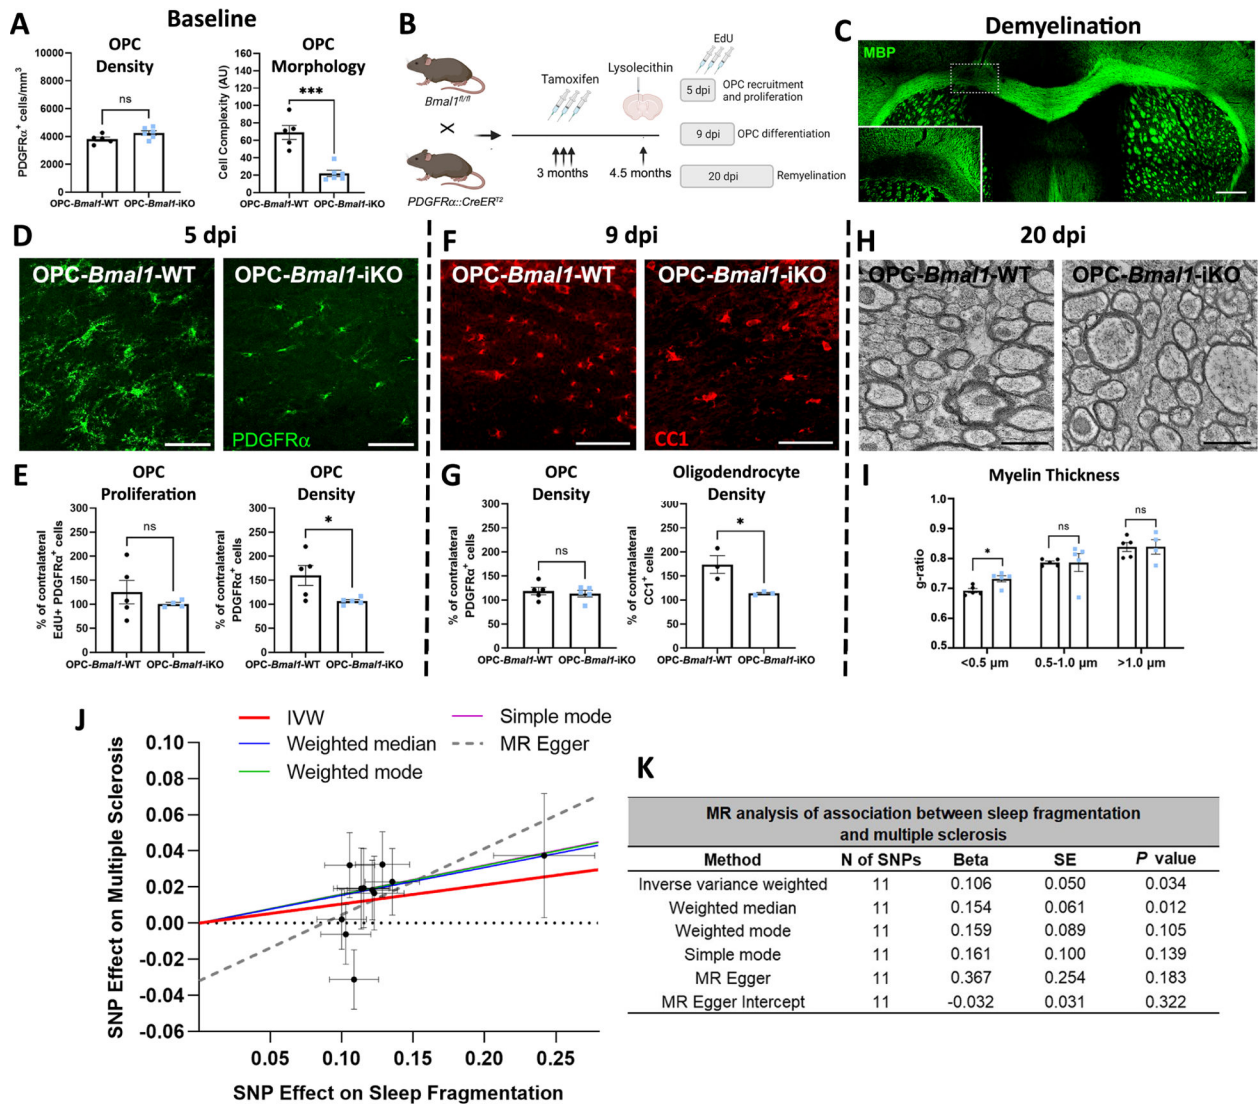 A
Baseline
OPC
Density
PDGFRα⁺ cells/mm³
10000
8000
6000
4000
2000
0
ns
OPC-Bmal1-WT OPC-Bmal1-iKO
OPC
Morphology
Cell Complexity (AU)
160
140
120
100
80
60
40
20
0
***
OPC-Bmal1-WT OPC-Bmal1-iKO
B
Bmal1fl/fl
PDGFRα::CreERT2
Tamoxifen
3 months
Lysolecithin
4.5 months
EdU
5 dpi OPC recruitment
and proliferation
9 dpi OPC differentiation
20 dpi Remyelination
C
Demyelination
MBP
D
5 dpi
OPC-Bmal1-WT
OPC-Bmal1-iKO
PDGFRα
E
OPC
Proliferation
% of contralateral
EdU+ PDGFRα⁺ cells
300
250
200
150
100
50
0
ns
OPC-Bmal1-WT OPC-Bmal1-iKO
OPC
Density
% of contralateral
PDGFRα⁺ cells
300
250
200
150
100
50
0
*
OPC-Bmal1-WT OPC-Bmal1-iKO
F
9 dpi
OPC-Bmal1-WT
OPC-Bmal1-iKO
CC1
G
OPC
Density
% of contralateral
PDGFRα⁺ cells
300
250
200
150
100
50
0
ns
OPC-Bmal1-WT OPC-Bmal1-iKO
Oligodendrocyte
Density
% of contralateral
CC1⁺ cells
300
250
200
150
100
50
0
*
OPC-Bmal1-WT OPC-Bmal1-iKO
H
20 dpi
OPC-Bmal1-WT
OPC-Bmal1-iKO
I
Myelin Thickness
g-ratio
1.0
0.9
0.8
0.7
0.6
0.5
*
ns
ns
<0.5 µm 0.5-1.0 µm >1.0 µm
J
IVW
Weighted median
Weighted mode
Simple mode
MR Egger
SNP Effect on Multiple Sclerosis
0.10
0.08
0.06
0.04
0.02
0.00
-0.02
-0.04
-0.06
0.05 0.10 0.15 0.20 0.25
SNP Effect on Sleep Fragmentation
K
MR analysis of association between sleep fragmentation
and multiple sclerosis
Method N of SNPs Beta SE P value
Inverse variance weighted 11 0.106 0.050 0.034
Weighted median 11 0.154 0.061 0.012
Weighted mode 11 0.159 0.089 0.105
Simple mode 11 0.161 0.100 0.139
MR Egger 11 0.367 0.254 0.183
MR Egger Intercept 11 -0.032 0.031 0.322